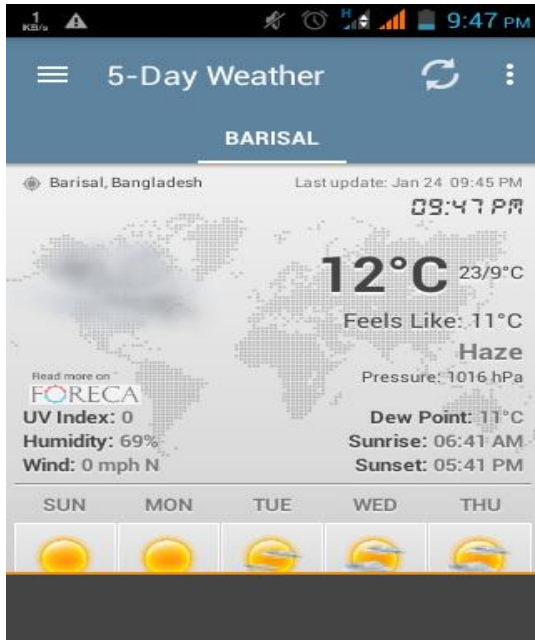 1
KB/s
H
9:47 PM
5-Day Weather
BARISAL
Barisal, Bangladesh
Last update: Jan 24 09:45 PM
09:47 PM
12°C 23/9°C
Feels Like: 11°C
Haze
Read more on
Pressure: 1016 hPa
FORECA
UV Index: 0
Dew Point: 11°C
Humidity: 69%
Sunrise: 06:41 AM
Wind: 0 mph N
Sunset: 05:41 PM
SUN MON TUE WED THU